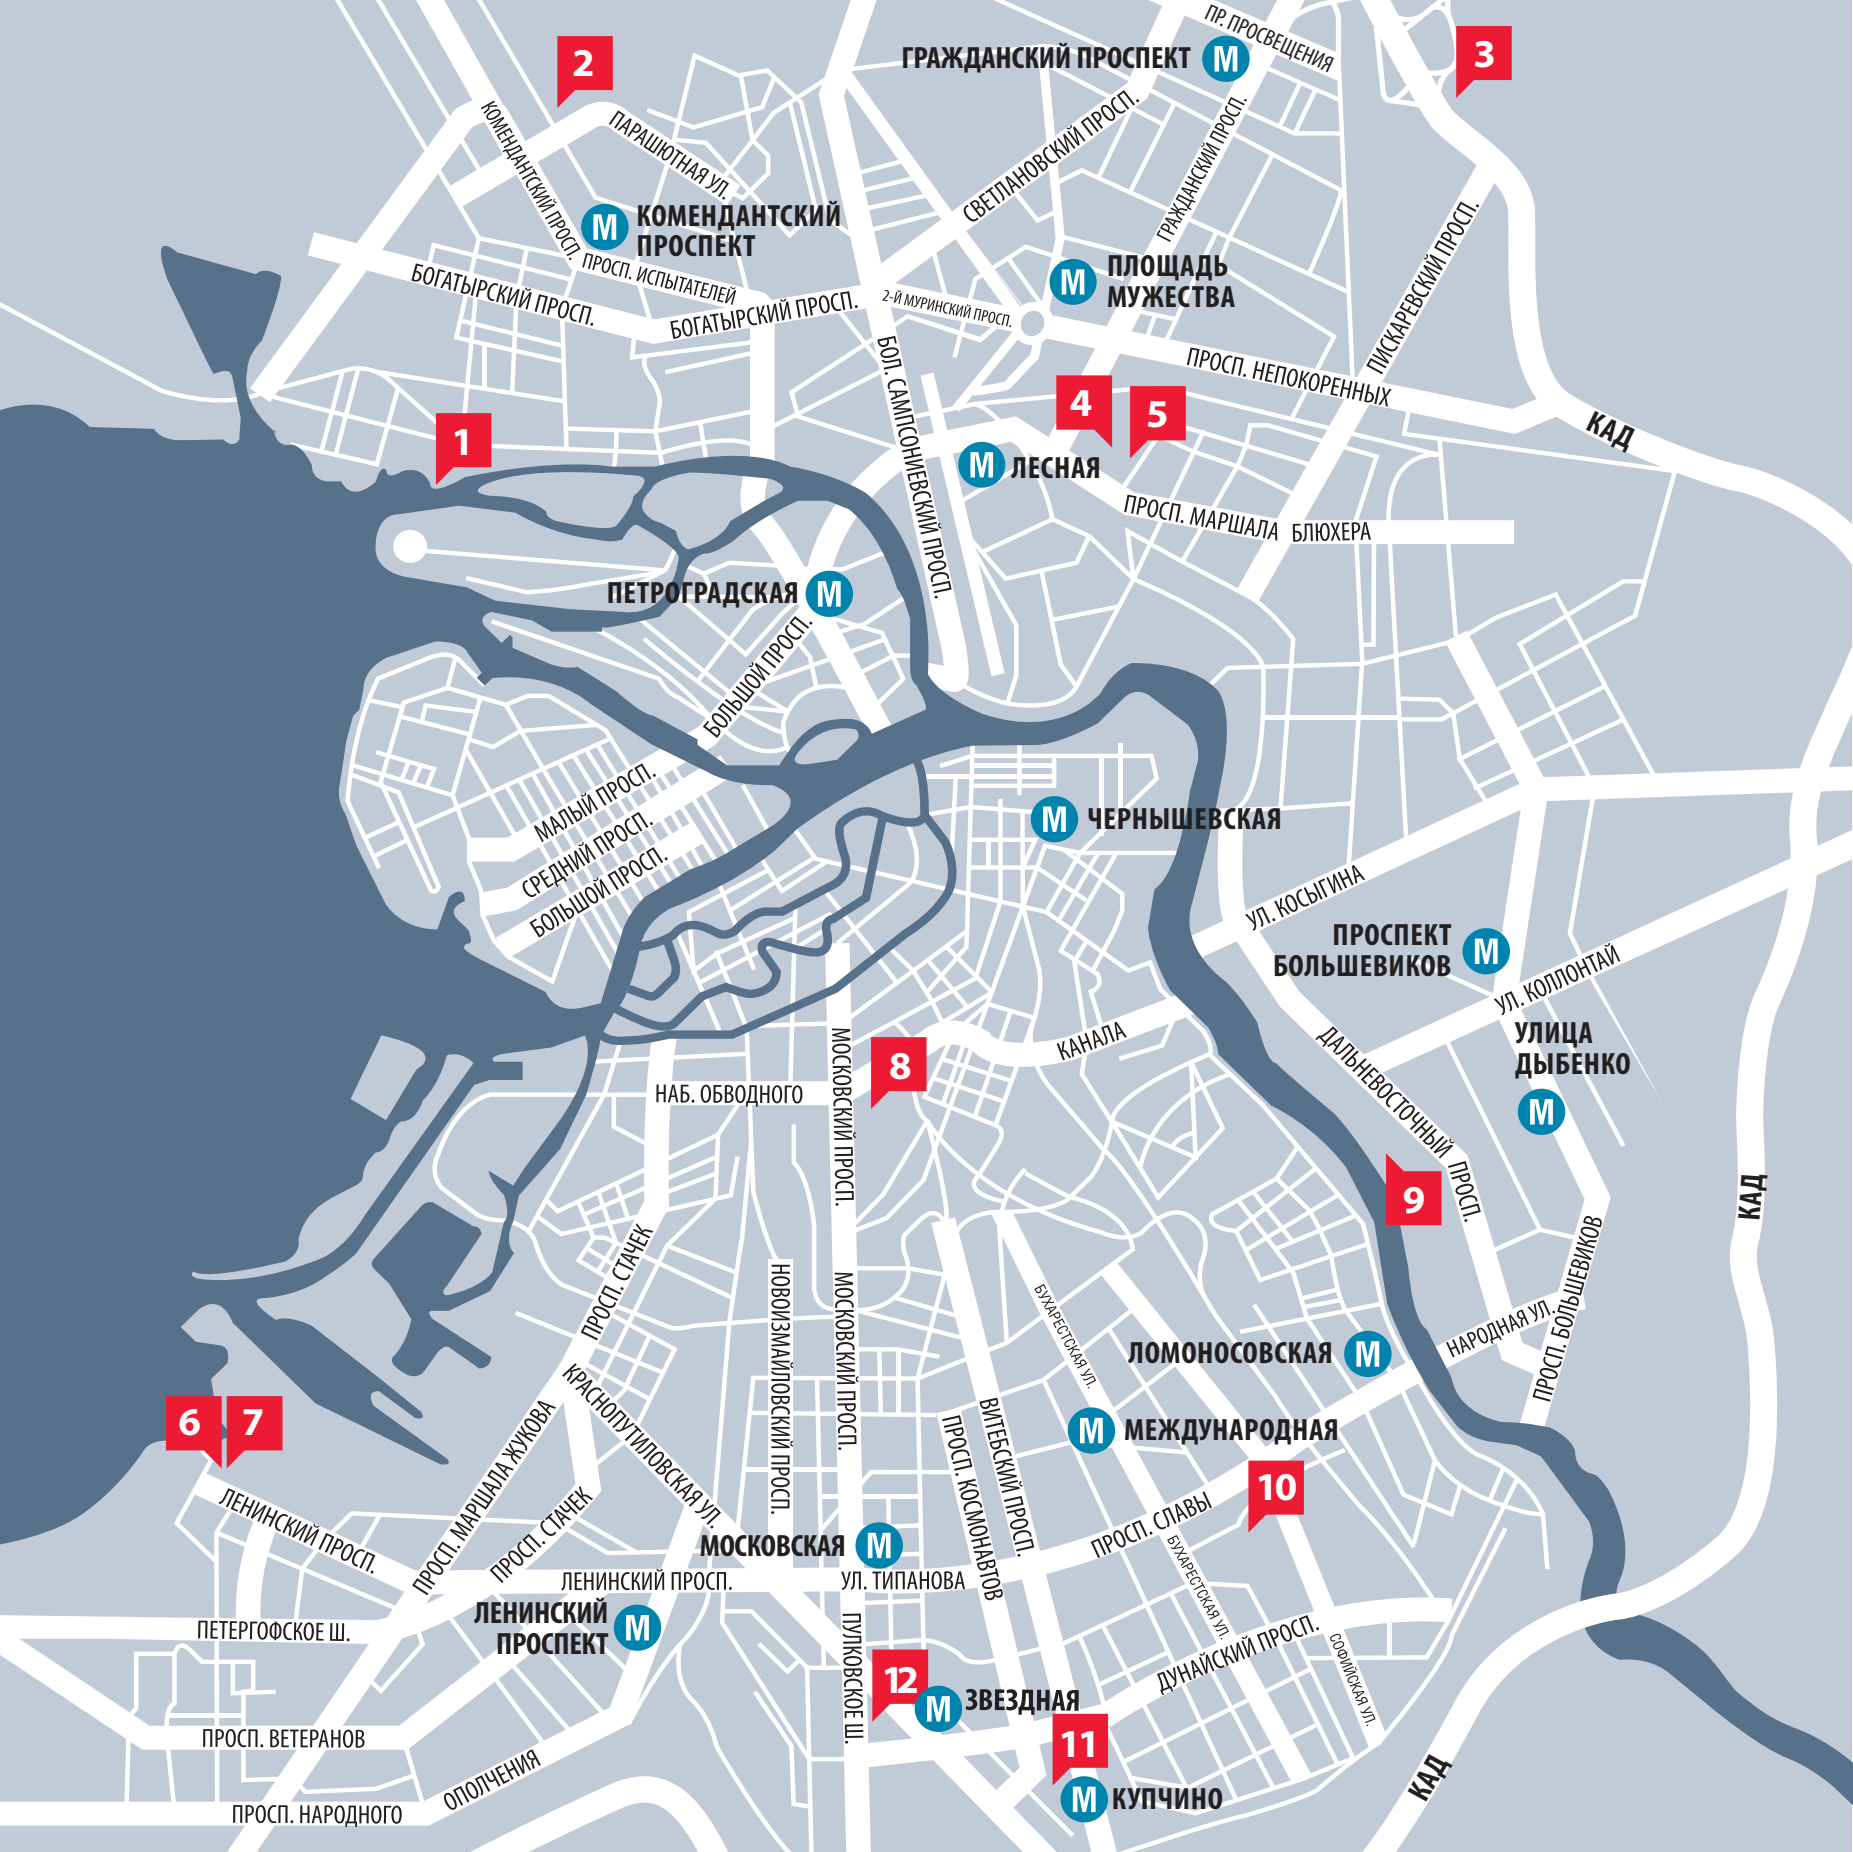 ПР. ПРОСВЕЩЕНИЯ
3
2
ГРАЖДАНСКИЙ ПРОСПЕКТ
М
КОМЕНДАНТСКИЙ ПРОСП.
ПАРАШЮТНАЯ УЛ.
СВЕТЛАНОВСКИЙ ПРОСП.
ГРАЖДАНСКИЙ ПРОСП.
М
КОМЕНДАНТСКИЙ
ПРОСПЕКТ
ПРОСП. ИСПЫТАТЕЛЕЙ
БОГАТЫРСКИЙ ПРОСП.
БОГАТЫРСКИЙ ПРОСП.
2-Й МУРИНСКИЙ ПРОСП.
М
ПЛОЩАДЬ
МУЖЕСТВА
ПИСКАРЕВСКИЙ ПРОСП.
БОЛ. САМПСОНИЕВСКИЙ ПРОСП.
ПРОСП. НЕПОКОРЕННЫХ
4
5
КАД
1
М
ЛЕСНАЯ
ПРОСП. МАРШАЛА БЛЮХЕРА
ПЕТРОГРАДСКАЯ
М
БОЛЬШОЙ ПРОСП.
МАЛЫЙ ПРОСП.
СРЕДНИЙ ПРОСП.
БОЛЬШОЙ ПРОСП.
М
ЧЕРНЫШЕВСКАЯ
УЛ. КОСЫГИНА
ПРОСПЕКТ
БОЛЬШЕВИКОВ
М
УЛ. КОЛЛОНТАЙ
УЛИЦА
ДЫБЕНКО
М
ДАЛЬНЕВОСТОЧНЫЙ ПРОСП.
КАНАЛА
8
НАБ. ОБВОДНОГО
МОСКОВСКИЙ ПРОСП.
9
КАД
ПРОСП. СТАЧЕК
НОВОИЗМАЙЛОВСКИЙ ПРОСП.
МОСКОВСКИЙ ПРОСП.
БУХАРЕСТСКАЯ УЛ.
ПРОСП. БОЛЬШЕВИКОВ
НАРОДНАЯ УЛ.
ЛОМОНОСОВСКАЯ
М
КРАСНОПУТИЛОВСКАЯ УЛ.
6
7
ПРОСП. МАРШАЛА ЖУКОВА
ВИТЕБСКИЙ ПРОСП.
ПРОСП. КОСМОНАВТОВ
М
МЕЖДУНАРОДНАЯ
10
ЛЕНИНСКИЙ ПРОСП.
ПРОСП. СТАЧЕК
ПРОСП. СЛАВЫ
МОСКОВСКАЯ
М
БУХАРЕСТСКАЯ УЛ.
ЛЕНИНСКИЙ ПРОСП.
УЛ. ТИПАНОВА
ЛЕНИНСКИЙ
ПРОСПЕКТ
М
ПЕТЕРГОФСКОЕ Ш.
ПУЛКОВСКОЕ Ш.
ДУНАЙСКИЙ ПРОСП.
СОФИЙСКАЯ УЛ.
12
М
ЗВЕЗДНАЯ
ПРОСП. ВЕТЕРАНОВ
11
КАД
ОПОЛЧЕНИЯ
М
КУПЧИНО
ПРОСП. НАРОДНОГО